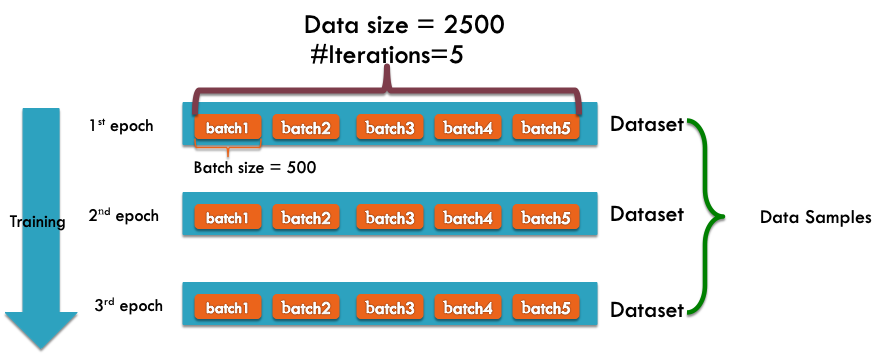 Data size = 2500
#Iterations=5
1st epoch
batch1
batch2
batch3
batch4
batch5
Dataset
Batch size = 500
Training
2nd epoch
batch1
batch2
batch3
batch4
batch5
Dataset
Data Samples
3rd epoch
batch1
batch2
batch3
batch4
batch5
Dataset